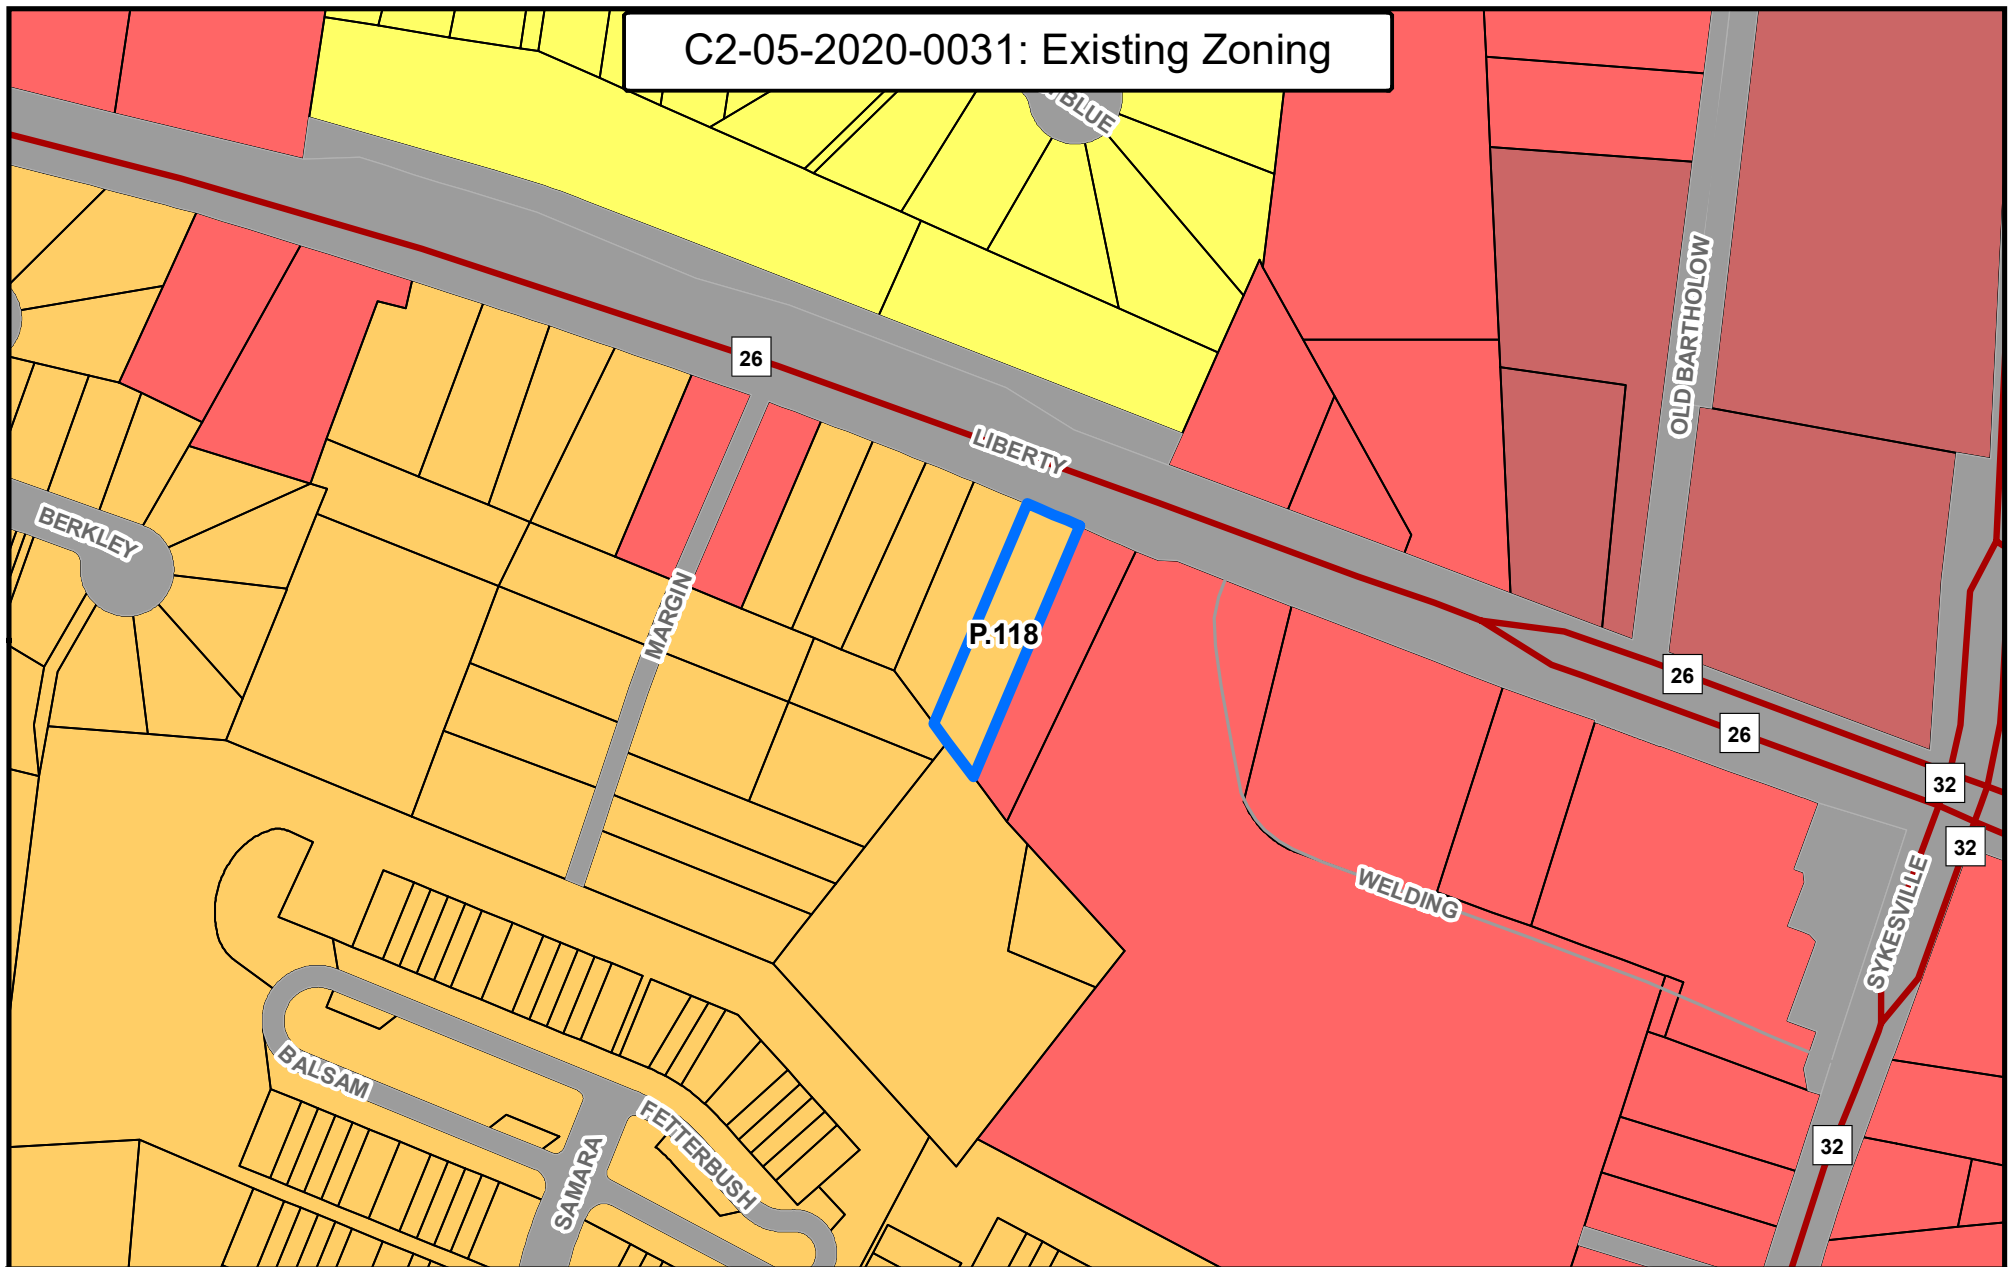 C2-05-2020-0031: Existing Zoning
BLUE
OLD BARTHOLOW
26
LIBERTY
BERKLEY
MARGIN
P.118
26
26
32
32
WELDING
SYKESVILLE
BALSAM
FETTERBUSH
SAMARA
32